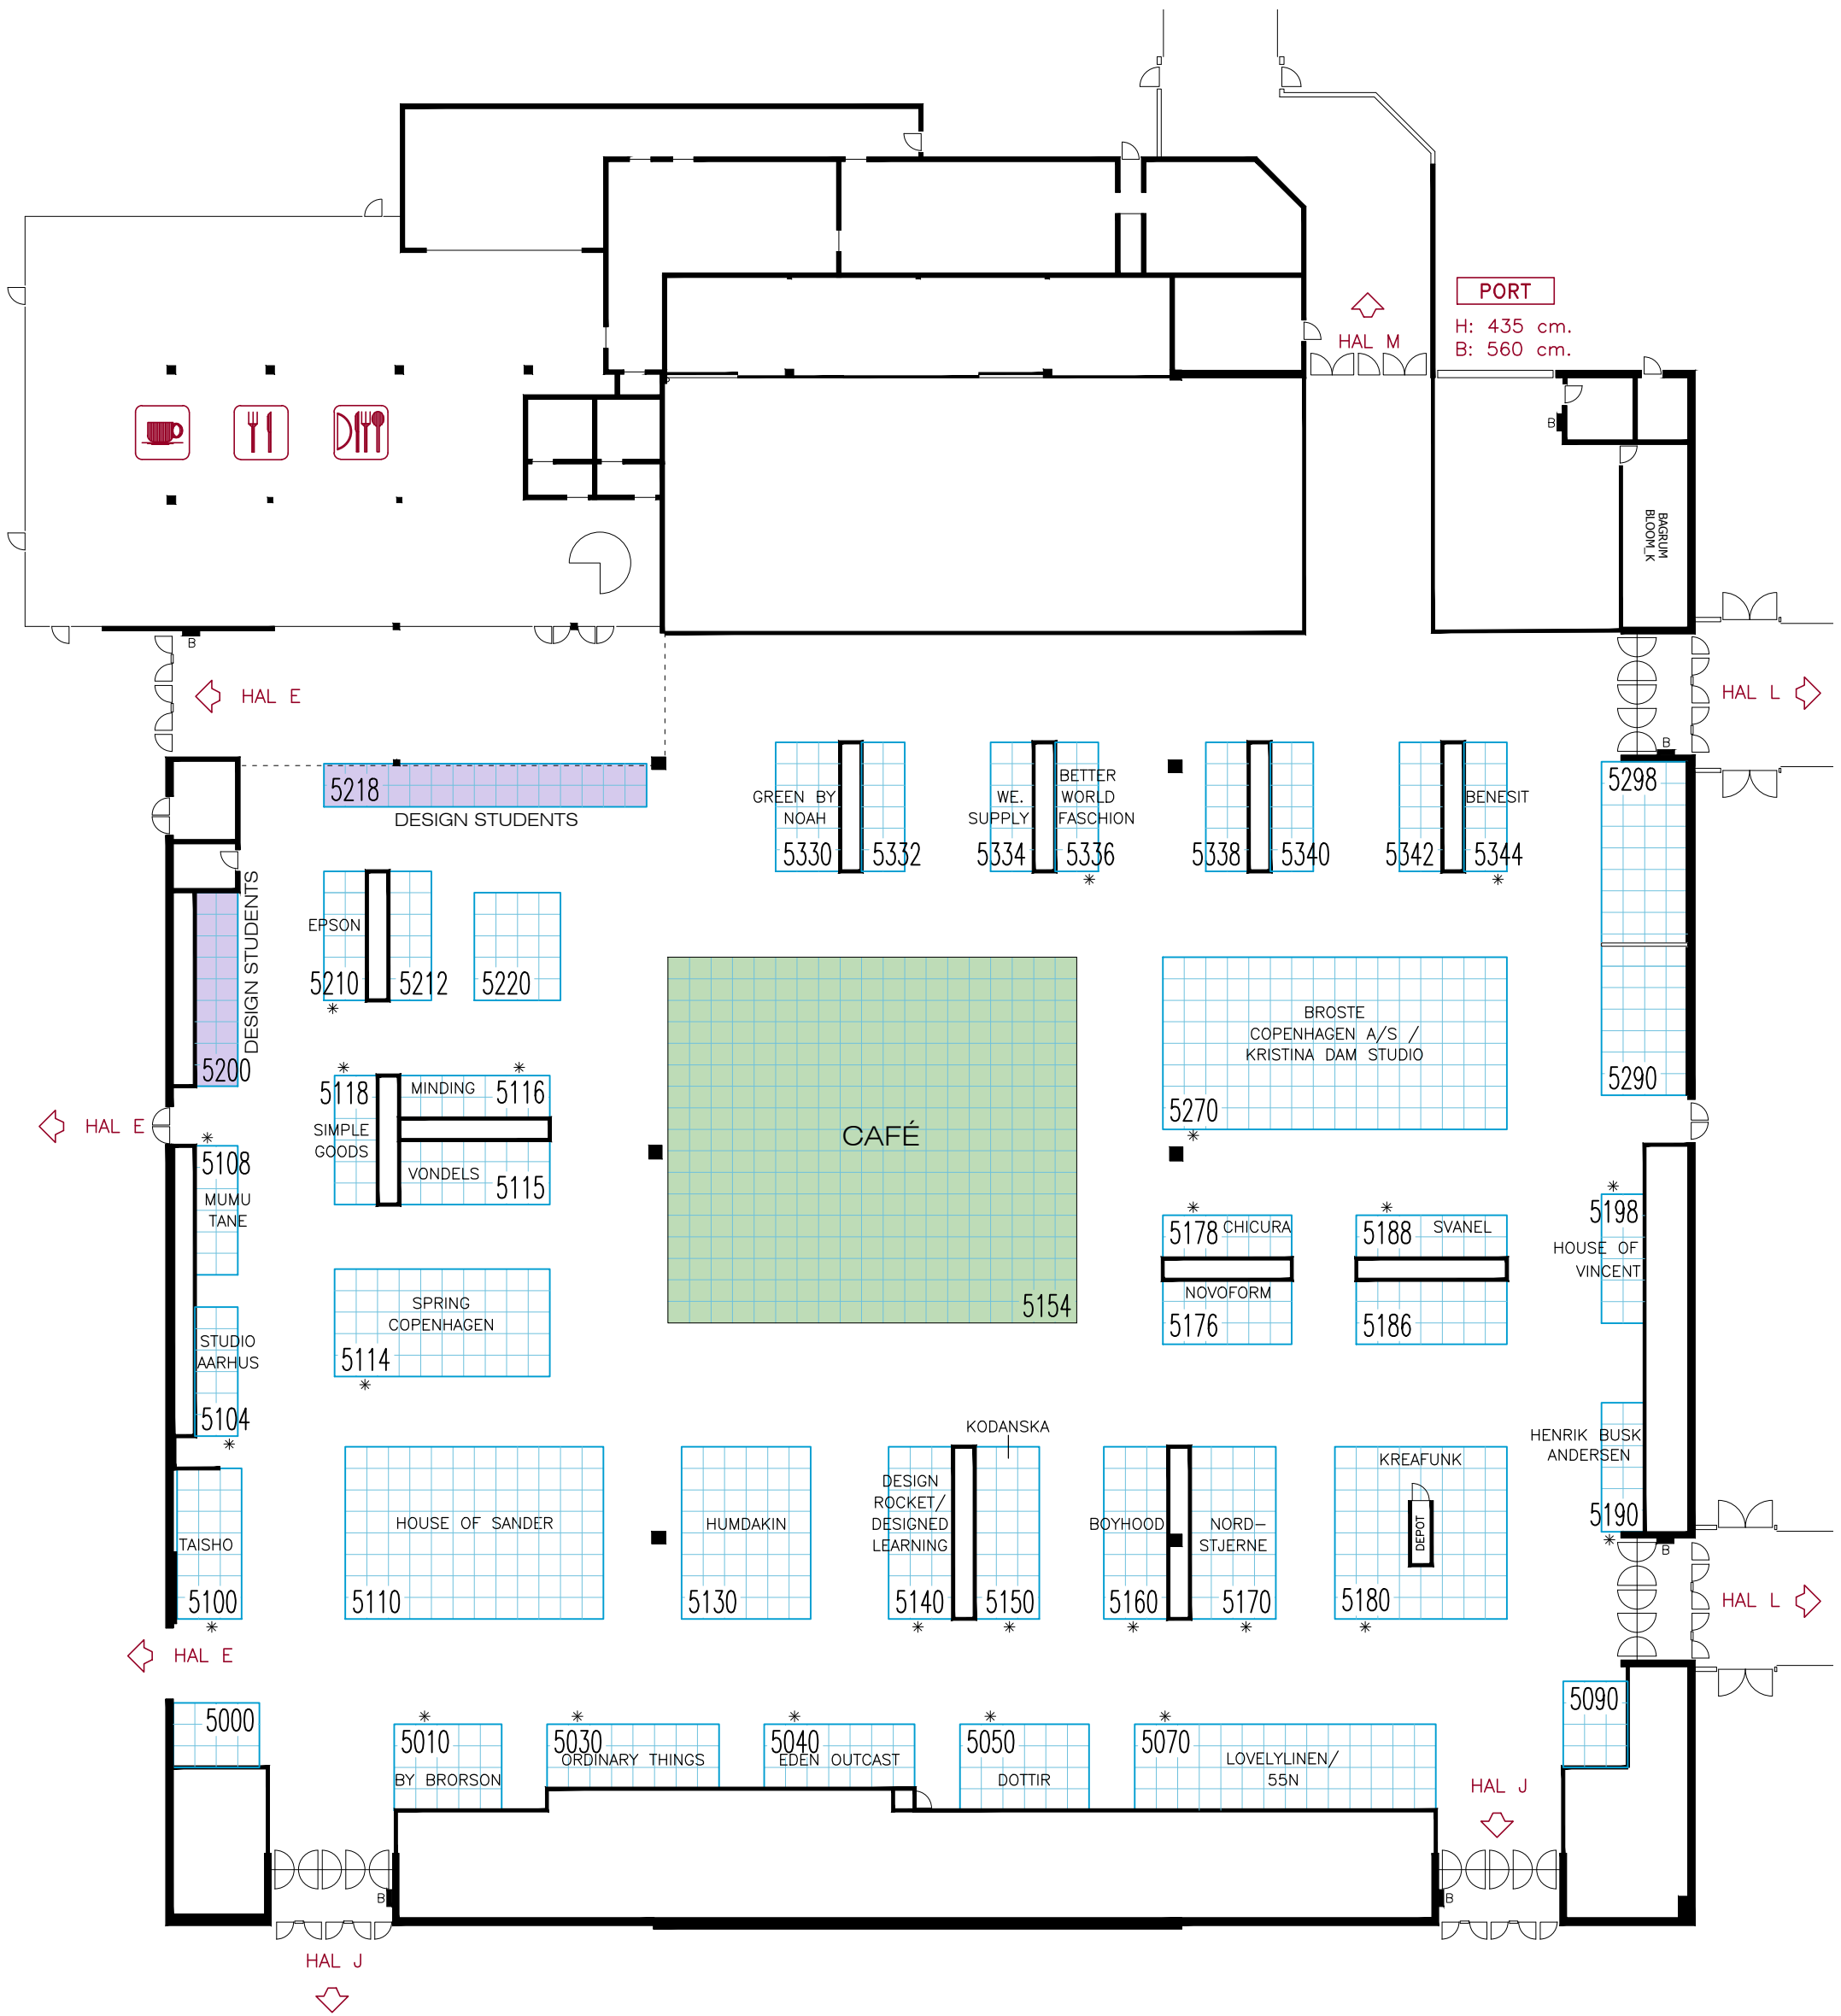 PORT
H: 435 cm.
B: 560 cm.
HAL M
B
BAGRUM
BLOOM_K
B
HAL E
HAL L
B
5218
DESIGN STUDENTS
GREEN BY
NOAH
5330
5332
WE.
SUPPLY
5334
BETTER
WORLD
FASCHION
5336
*
5338
5340
5342
BENESIT
5344
*
5298
5290
DESIGN STUDENTS
5200
EPSON
5210
*
5212
5220
CAFÉ
5154
BROSTE
COPENHAGEN A/S /
KRISTINA DAM STUDIO
5270
*
*
5118
SIMPLE
GOODS
*
MINDING
5116
VONDELS
5115
HAL E
*
5108
MUMU
TANE
STUDIO
AARHUS
5104
*
SPRING
COPENHAGEN
5114
*
*
5178
CHICURA
NOVOFORM
5176
*
5188
SVANEL
5186
*
5198
HOUSE OF
VINCENT
HENRIK BUSK
ANDERSEN
5190
*
B
TAISHO
5100
*
HOUSE OF SANDER
5110
HUMDAKIN
5130
DESIGN
ROCKET/
DESIGNED
LEARNING
5140
*
KODANSKA
5150
*
BOYHOOD
5160
*
NORD-
STJERNE
5170
*
KREAFUNK
DEPOT
5180
*
HAL L
HAL E
5000
*
5010
BY BRORSON
*
5030
ORDINARY THINGS
*
5040
EDEN OUTCAST
*
5050
DOTTIR
*
5070
LOVELYLINEN/
55N
5090
HAL J
B
B
HAL J